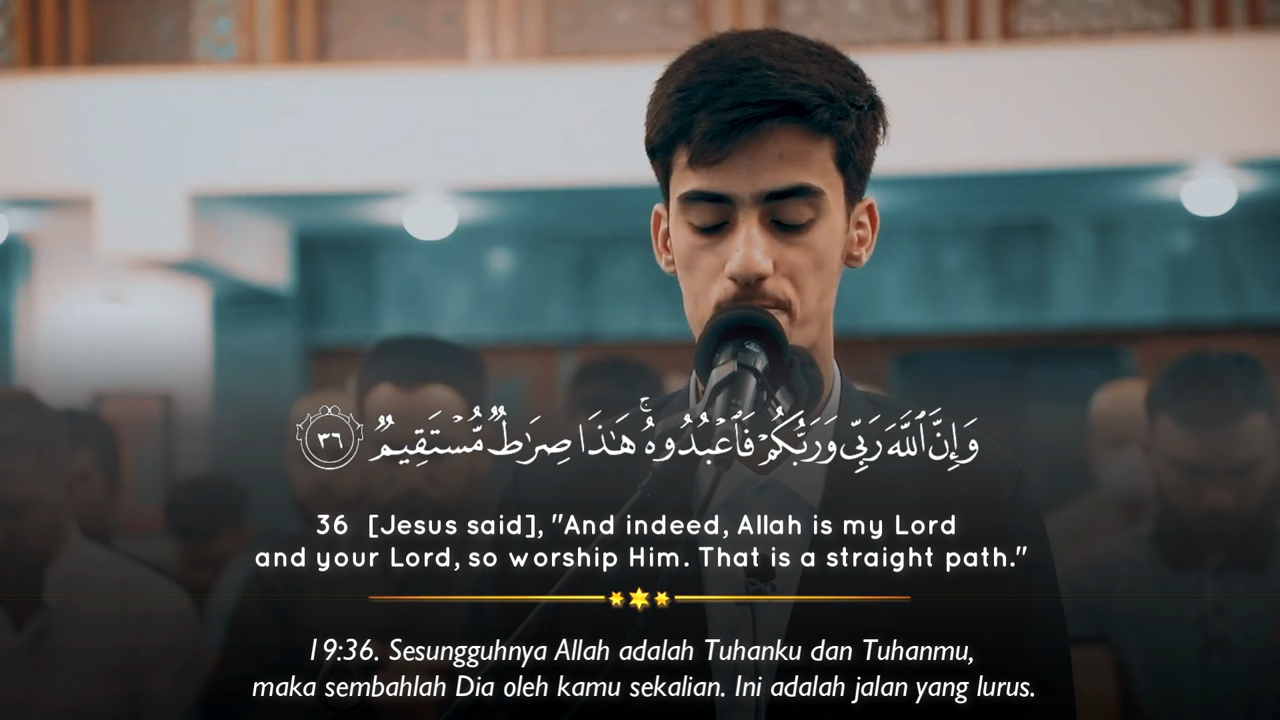 وَإِنَّ ٱللَّهَ رَبِّى وَرَبُّكُمۡ فَٱعۡبُدُوهُۚ هَـٰذَا صِرَٰطٌ مُّسۡتَقِيمٌ ٣٦
36 [Jesus said], "And indeed, Allah is my Lord
and your Lord, so worship Him. That is a straight path."
19:36. Sesungguhnya Allah adalah Tuhanku dan Tuhanmu,
maka sembahlah Dia oleh kamu sekalian. Ini adalah jalan yang lurus.